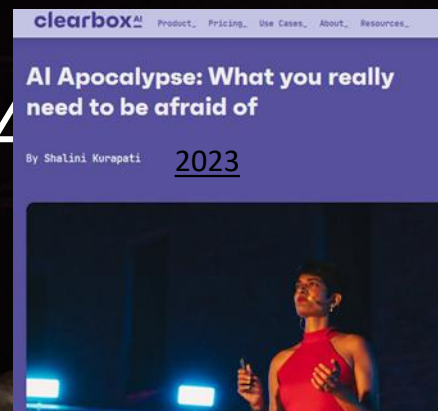 clearbox AI Product_ Pricing_ Use Cases_ About_ Resources_
AI Apocalypse: What you really
need to be afraid of
By Shalini Kurapati
2023